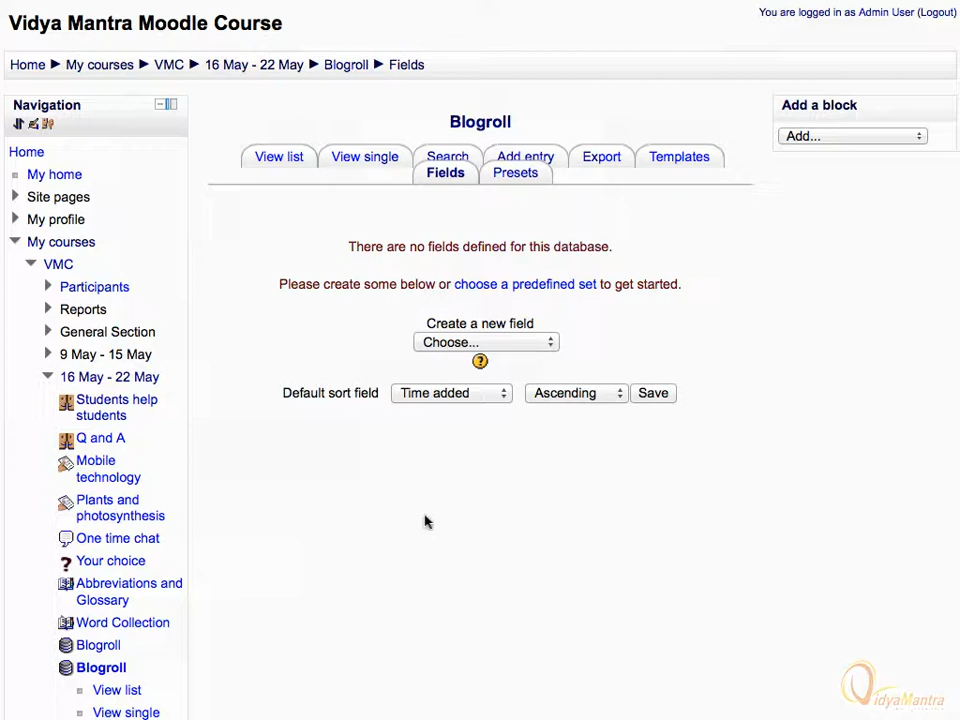 Vidya Mantra Moodle Course
You are logged in as Admin User (Logout)
Home ► My courses ► VMC ► 16 May - 22 May ► Blogroll ► Fields
Navigation
Home
My home
Site pages
My profile
My courses
VMC
Participants
Reports
General Section
9 May - 15 May
16 May - 22 May
Students help
students
Q and A
Mobile
technology
Plants and
photosynthesis
One time chat
Your choice
Abbreviations and
Glossary
Word Collection
Blogroll
Blogroll
View list
View single
Blogroll
View list View single Search Add entry Export Templates
Fields Presets
There are no fields defined for this database.
Please create some below or choose a predefined set to get started.
Create a new field
Choose...
?
Default sort field Time added Ascending Save
Add a block
Add...
VidyaMantra